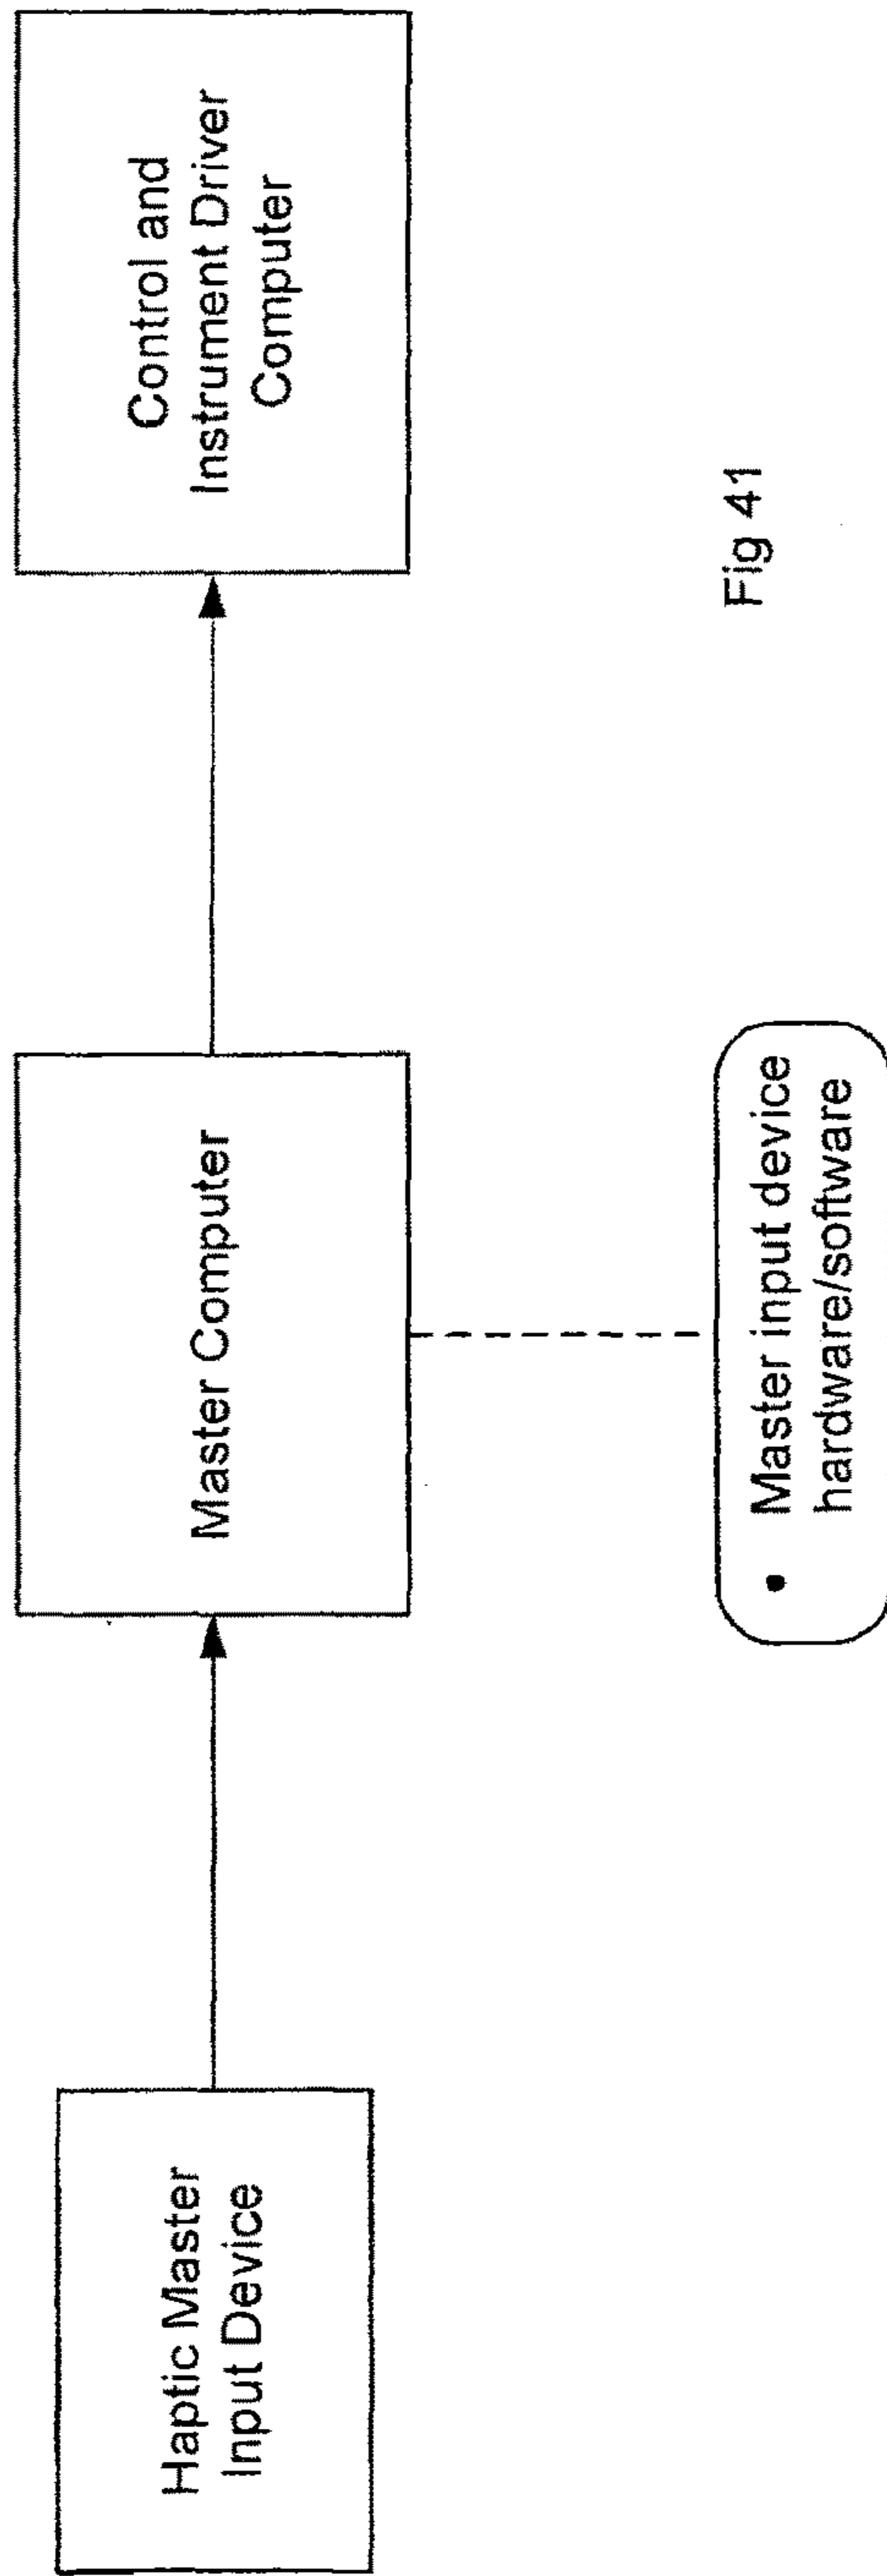 Haptic Master
Input Device
Master Computer
Control and
Instrument Driver
Computer
• Master input device
hardware/software
Fig 41